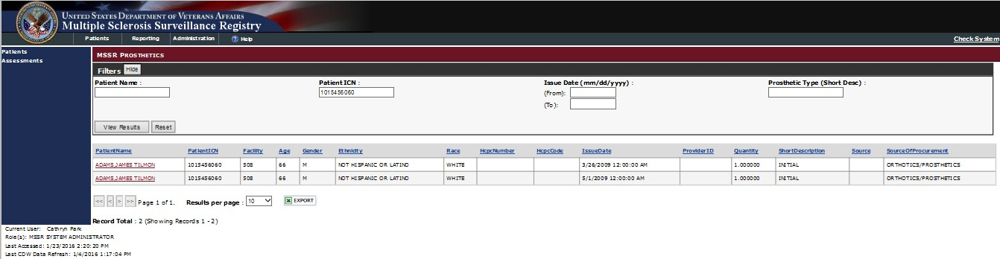 UNITED STATES DEPARTMENT OF VETERANS AFFAIRS
Multiple Sclerosis Surveillance Registry
Patients Reporting Administration ? Help Check System
Patients
Assessments
MSSR PROSTHETICS
Filters Hide
Patient Name : Patient ICN : Issue Date (mm/dd/yyyy) : Prosthetic Type (Short Desc) :
1015456060 (From):
(To):
View Results Reset
PatientName PatientICN Facility Age Gender Ethnicity Race HcpcNumber HcpcCode IssueDate ProviderID Quantity ShortDescription Source SourceOfProcurement
ADAMS,JAMES TILMON 1015456060 508 66 M NOT HISPANIC OR LATINO WHITE 3/26/2009 12:00:00 AM 1.000000 INITIAL ORTHOTICS/PROSTHETICS
ADAMS,JAMES TILMON 1015456060 508 66 M NOT HISPANIC OR LATINO WHITE 5/1/2009 12:00:00 AM 1.000000 INITIAL ORTHOTICS/PROSTHETICS
<< < > >> Page 1 of 1. Results per page : 10 EXPORT
Record Total : 2 (Showing Records 1 - 2)
Current User: Cathryn Park
Role(s): MSSR SYSTEM ADMINISTRATOR
Last Accessed: 1/23/2016 2:20:20 PM
Last CDW Data Refresh: 1/4/2016 1:17:04 PM